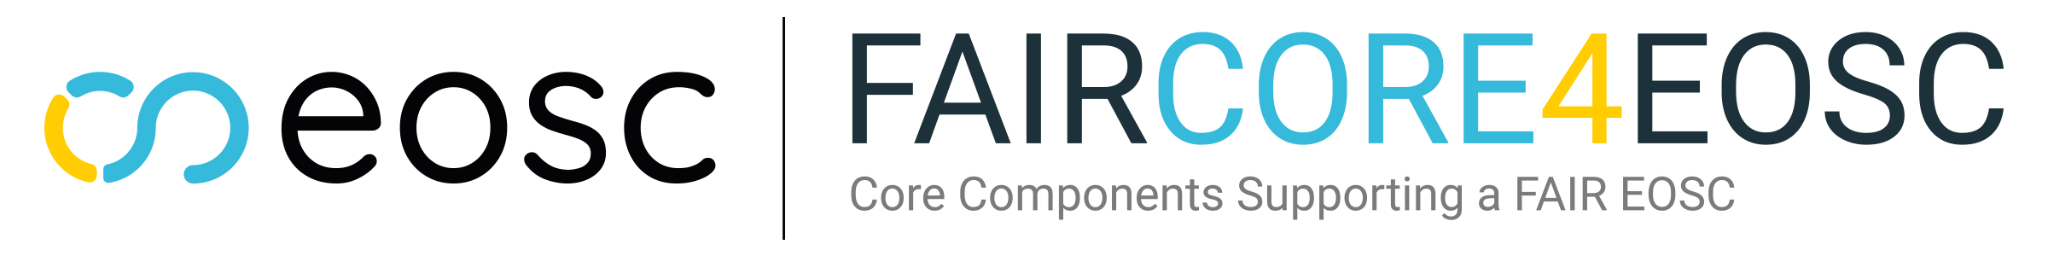 eosc
FAIRCORE4EOSC
Core Components Supporting a FAIR EOSC